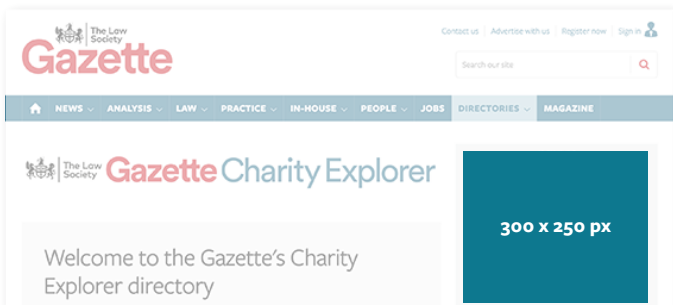 The Law
Society
Gazette
Contact us Advertise with us Register now Sign in
Search our site
NEWS ANALYSIS LAW PRACTICE IN-HOUSE PEOPLE JOBS DIRECTORIES MAGAZINE
The Law
Society
Gazette Charity Explorer
300 x 250 px
Welcome to the Gazette's Charity
Explorer directory